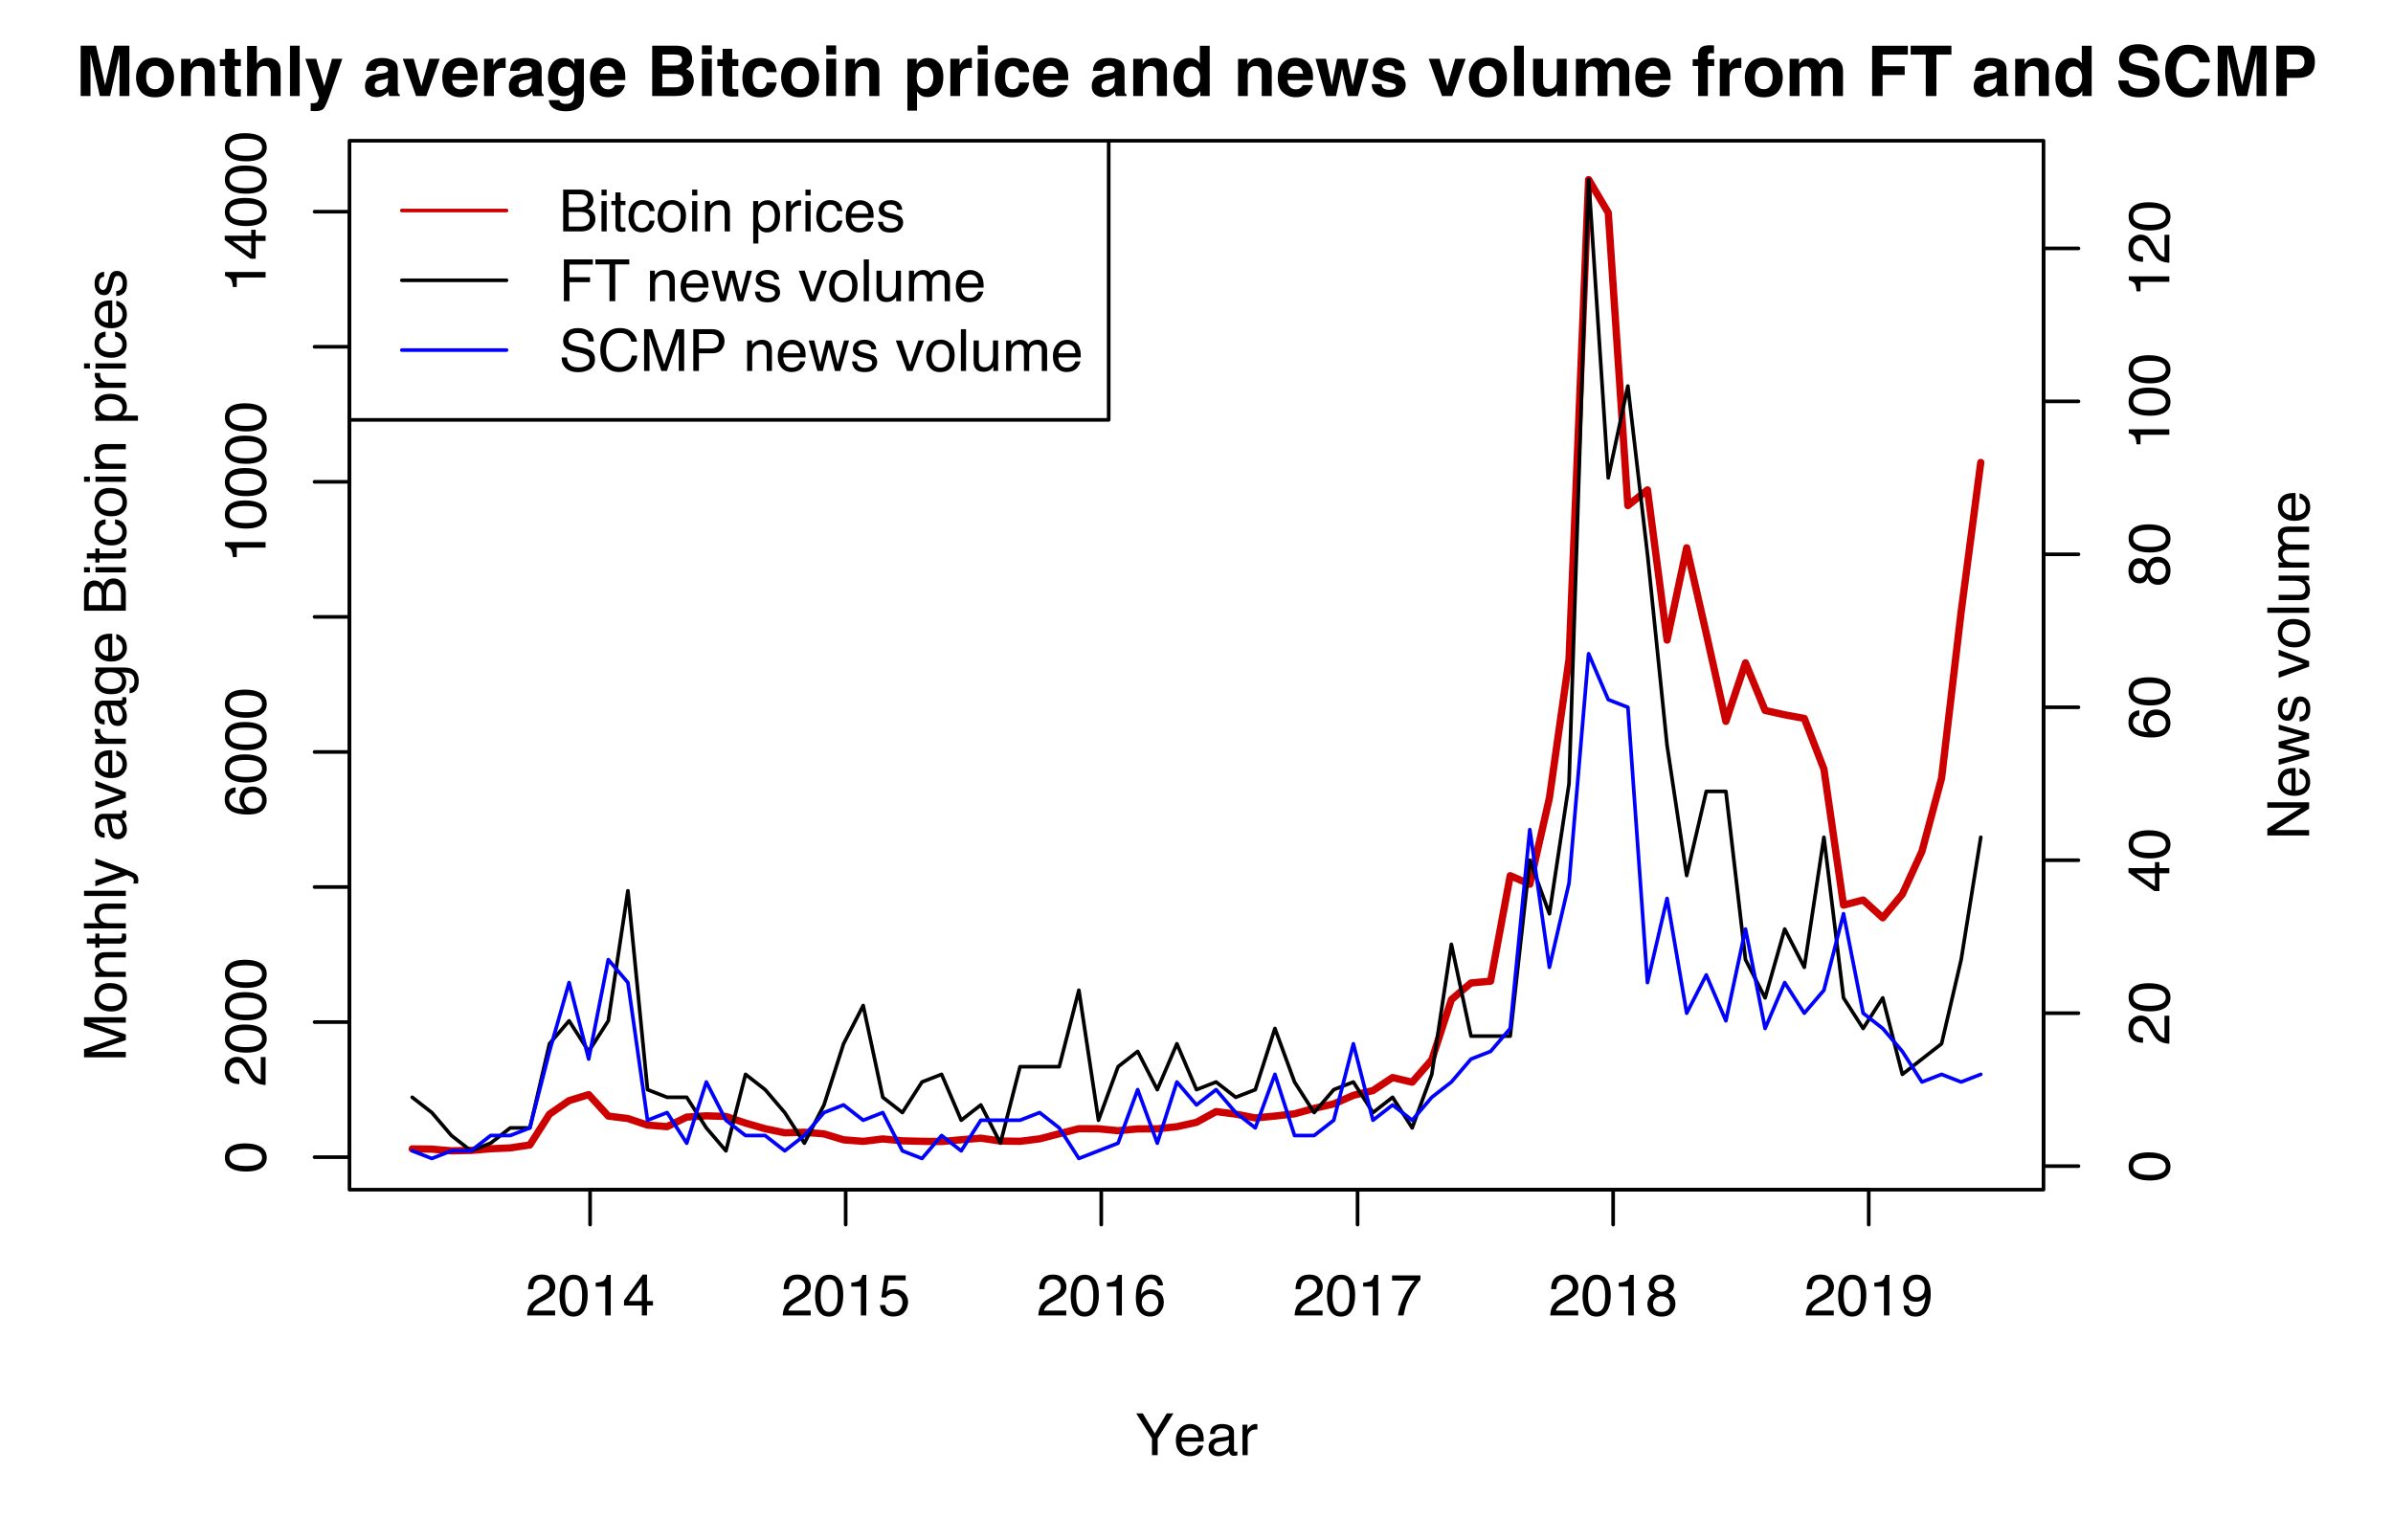 Monthly average Bitcoin price and news volume from FT and SCMP
Bitcoin prices
FT news volume
SCMP news volume
Monthly average Bitcoin prices
0
2000
6000
10000
14000
0
20
40
60
80
100
120
News volume
2014
2015
2016
2017
2018
2019
Year